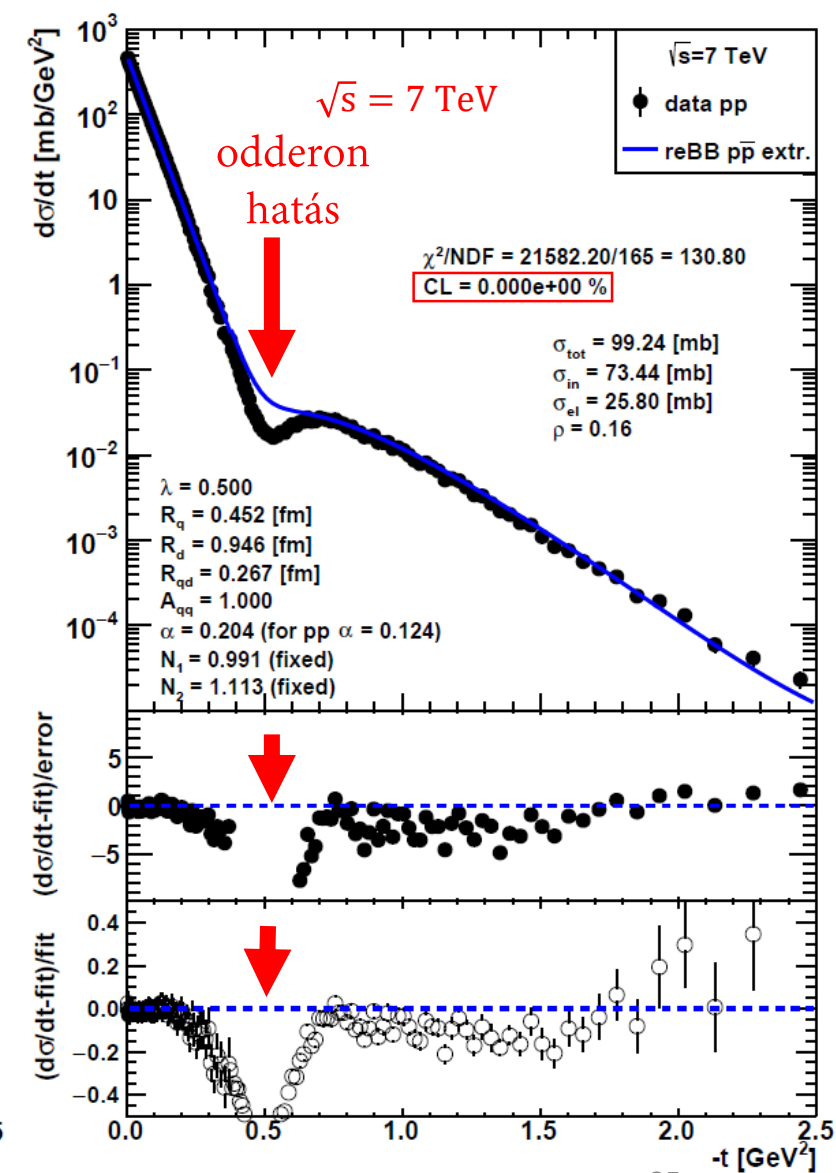 dσ/dt [mb/GeV²]
10³
10²
10
1
10⁻¹
10⁻²
10⁻³
10⁻⁴
√s=7 TeV
data pp
reBB pp̅ extr.
√s = 7 TeV
odderon
hatás
χ²/NDF = 21582.20/165 = 130.80
CL = 0.000e+00 %
σtot = 99.24 [mb]
σin = 73.44 [mb]
σel = 25.80 [mb]
ρ = 0.16
λ = 0.500
Rq = 0.452 [fm]
Rd = 0.946 [fm]
Rqd = 0.267 [fm]
Aqq = 1.000
α = 0.204 (for pp α = 0.124)
N₁ = 0.991 (fixed)
N₂ = 1.113 (fixed)
(dσ/dt-fit)/error
5
0
−5
(dσ/dt-fit)/fit
0.4
0.2
0.0
−0.2
−0.4
0.0 0.5 1.0 1.5 2.0 2.5
-t [GeV²]